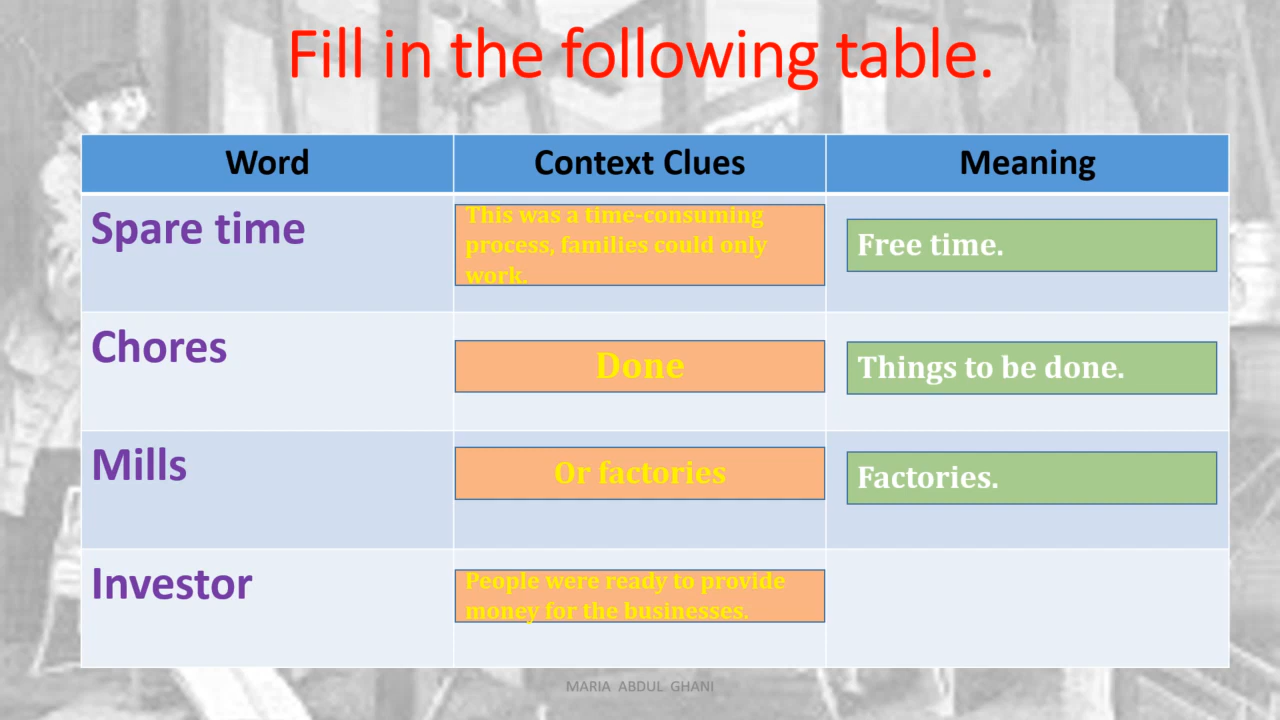 Fill in the following table.
Word Context Clues Meaning
Spare time
This was a time-consuming
process, families could only
work.
Free time.
Chores
Done
Things to be done.
Mills
Or factories
Factories.
Investor
People were ready to provide
money for the businesses.
MARIA ABDUL GHANI